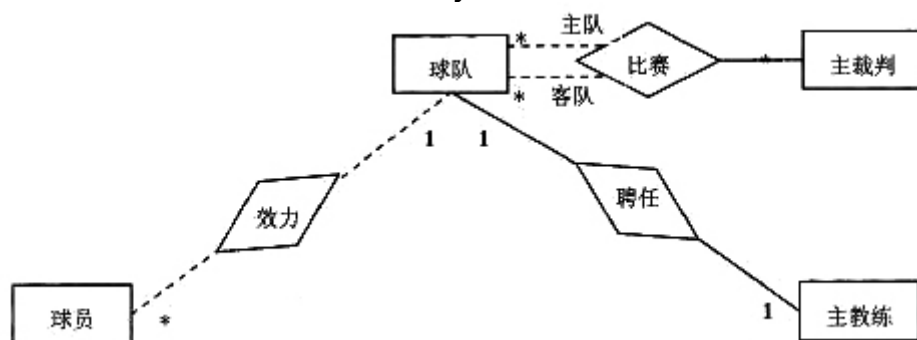 * 主队
球队 比赛 * 主裁判
* 客队
1 1
效力 聘任
球员 * 1 主教练